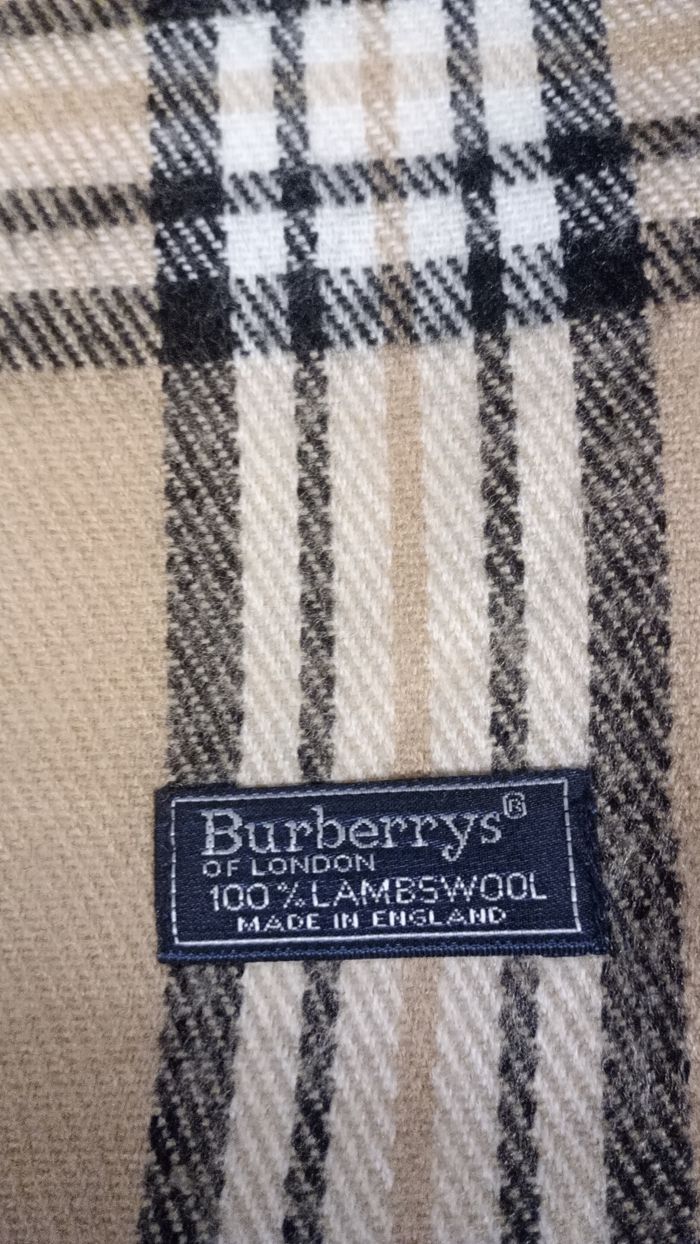 Burberrys®
OF LONDON
100% LAMBSWOOL
MADE IN ENGLAND